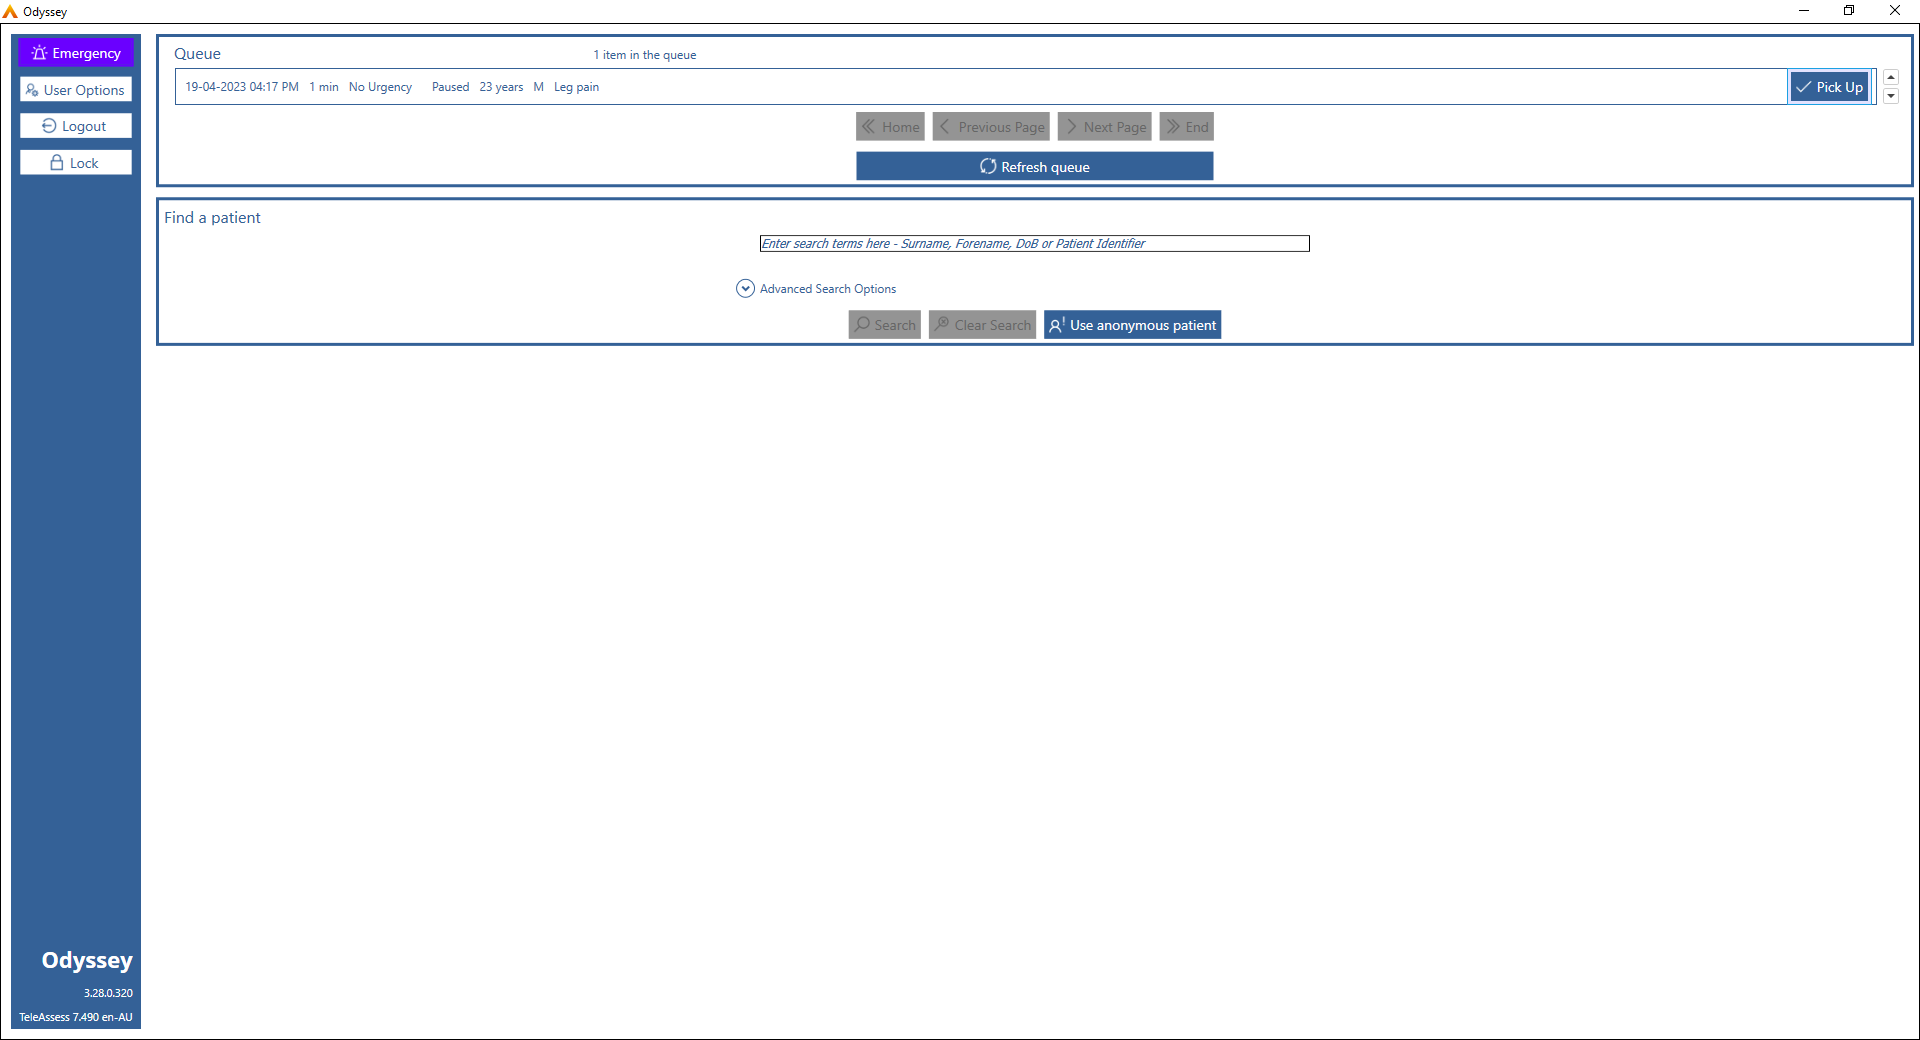 Odyssey
Emergency
User Options
Logout
Lock
Queue 1 item in the queue
19-04-2023 04:17 PM 1 min No Urgency Paused 23 years M Leg pain Pick Up
Home Previous Page Next Page End
Refresh queue
Find a patient
Enter search terms here - Surname, Forename, DoB or Patient Identifier
Advanced Search Options
Search Clear Search Use anonymous patient
Odyssey
3.28.0.320
TeleAssess 7.490 en-AU